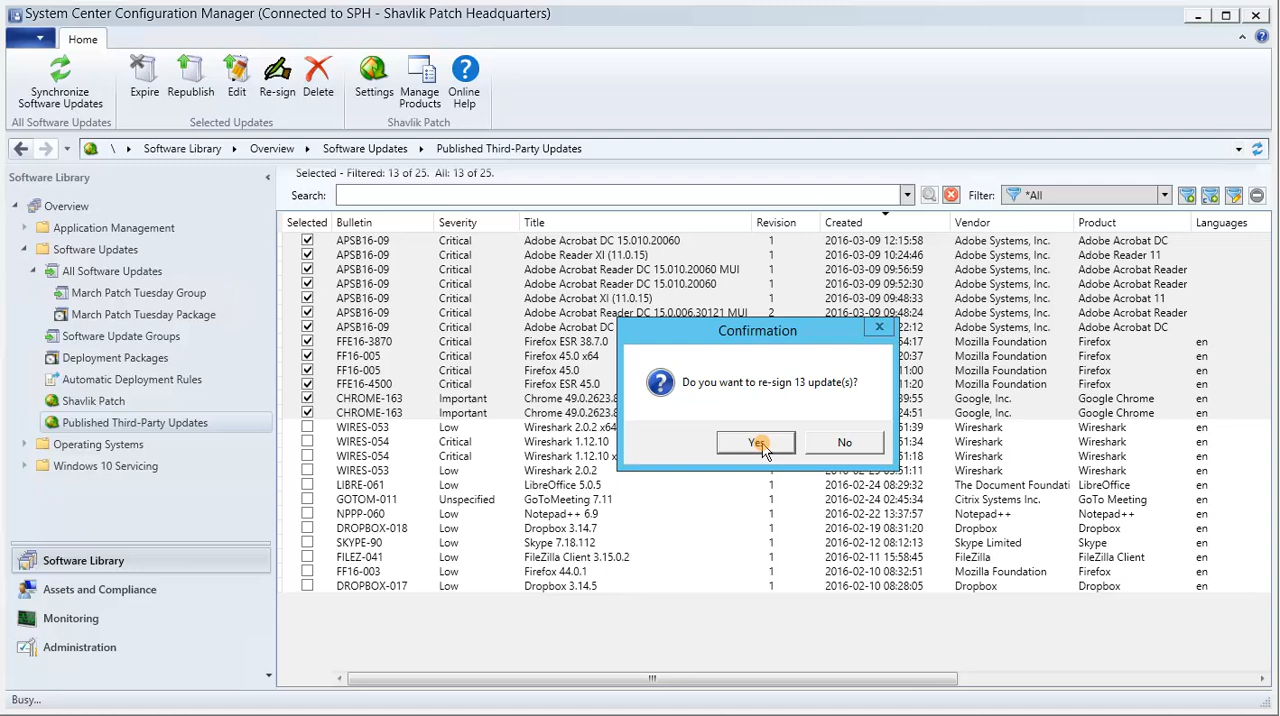 System Center Configuration Manager (Connected to SPH - Shavlik Patch Headquarters)
Home
Synchronize Software Updates
Expire
Republish
Edit
Re-sign
Delete
Settings
Manage Products
Online Help
All Software Updates
Selected Updates
Shavlik Patch
\ Software Library Overview Software Updates Published Third-Party Updates
Software Library
Overview
Application Management
Software Updates
All Software Updates
March Patch Tuesday Group
March Patch Tuesday Package
Software Update Groups
Deployment Packages
Automatic Deployment Rules
Shavlik Patch
Published Third-Party Updates
Operating Systems
Windows 10 Servicing
Software Library
Assets and Compliance
Monitoring
Administration
Selected - Filtered: 13 of 25. All: 13 of 25.
Search:
Filter: *All
Selected Bulletin Severity Title Revision Created Vendor Product Languages
APSB16-09 Critical Adobe Acrobat DC 15.010.20060 1 2016-03-09 12:15:58 Adobe Systems, Inc. Adobe Acrobat DC
APSB16-09 Critical Adobe Reader XI (11.0.15) 1 2016-03-09 10:24:46 Adobe Systems, Inc. Adobe Reader 11
APSB16-09 Critical Adobe Acrobat Reader DC 15.010.20060 MUI 1 2016-03-09 09:56:59 Adobe Systems, Inc. Adobe Acrobat Reader
APSB16-09 Critical Adobe Acrobat Reader DC 15.010.20060 1 2016-03-09 09:52:30 Adobe Systems, Inc. Adobe Acrobat Reader
APSB16-09 Critical Adobe Acrobat XI (11.0.15) 1 2016-03-09 09:48:33 Adobe Systems, Inc. Adobe Acrobat 11
APSB16-09 Critical Adobe Acrobat Reader DC 15.0.006.30121 MUI 2 2016-03-09 09:48:24 Adobe Systems, Inc. Adobe Acrobat Reader
APSB16-09 Critical Adobe Acrobat DC :22:12 Adobe Systems, Inc. Adobe Acrobat DC
FFE16-4500 Critical Firefox ESR 45.0 :11:00 Mozilla Foundation Firefox en
FFE16-870 Critical Firefox ESR 38.7.0 Mozilla Foundation Firefox en
FF16-005 Critical Firefox 45.0 x64 :20:37 Mozilla Foundation Firefox en
FF16-005 Critical Firefox 45.0 Mozilla Foundation Firefox en
CHROME-163 Important Chrome 49.0.2623.8 Google, Inc. Google Chrome en
CHROME-163 Important Chrome 49.0.2623.8 :24:51 Google, Inc. Google Chrome en
WIRES-053 Low Wireshark 2.0.2 x64 Wireshark Wireshark en
WIRES-054 Critical Wireshark 1.12.10 :51:34 Wireshark Wireshark en
WIRES-054 Critical Wireshark 1.12.10 x Wireshark Wireshark en
WIRES-053 Low Wireshark 2.0.2 Wireshark Wireshark en
LIBRE-061 Low LibreOffice 5.0.5 1 2016-02-24 08:29:32 The Document Foundati LibreOffice en
GOTOM-011 Unspecified GoToMeeting 7.11 1 2016-02-24 02:45:34 Citrix Systems Inc. GoTo Meeting en
NPPP-060 Low Notepad++ 6.9 1 2016-02-22 13:37:57 Notepad++ Notepad++ en
DROPBOX-018 Low Dropbox 3.14.7 1 2016-02-19 08:31:20 Dropbox Dropbox en
SKYPE-90 Low Skype 7.18.112 1 2016-02-12 08:12:13 Skype Limited Skype en
FILEZ-041 Low FileZilla Client 3.15.0.2 1 2016-02-11 15:58:45 FileZilla FileZilla Client en
FF16-003 Low Firefox 44.0.1 1 2016-02-10 08:32:51 Mozilla Foundation Firefox en
DROPBOX-017 Low Dropbox 3.14.5 1 2016-02-10 08:28:05 Dropbox Dropbox en
Confirmation
Do you want to re-sign 13 update(s)?
Yes
No
Busy...